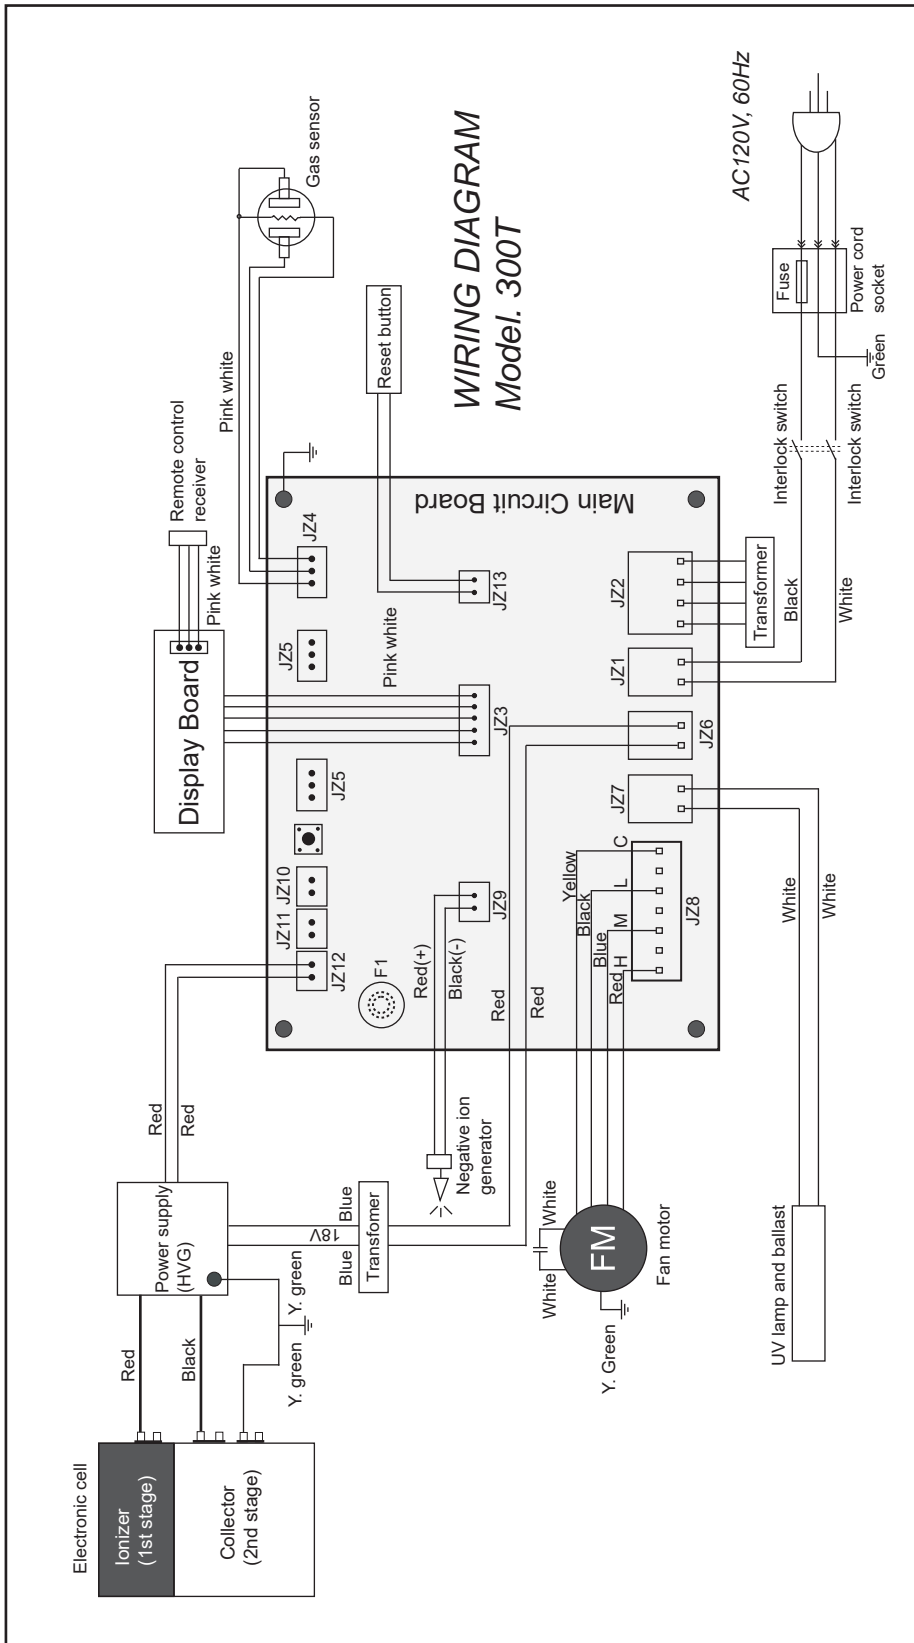 WIRING DIAGRAM
Model. 300T
Electronic cell
Ionizer
(1st stage)
Collector
(2nd stage)
Red
Black
Y. green
Y. green
Power supply
(HVG)
Red
Red
Blue
18V
Blue
Transfomer
Negative ion
generator
Red(+)
Black(-)
Red
Red
White
White
FM
Fan motor
Y. Green
UV lamp and ballast
White
White
Display Board
Remote control
receiver
Pink white
Pink white
Gas sensor
Reset button
Main Circuit Board
JZ12
JZ11
JZ10
JZ5
JZ5
JZ4
F1
JZ9
JZ3
Pink white
JZ13
Yellow
Black
Blue
Red
H
M
L
C
JZ8
JZ7
JZ6
JZ1
JZ2
Transformer
Black
White
Interlock switch
Interlock switch
Green
Fuse
Power cord
socket
AC120V, 60Hz